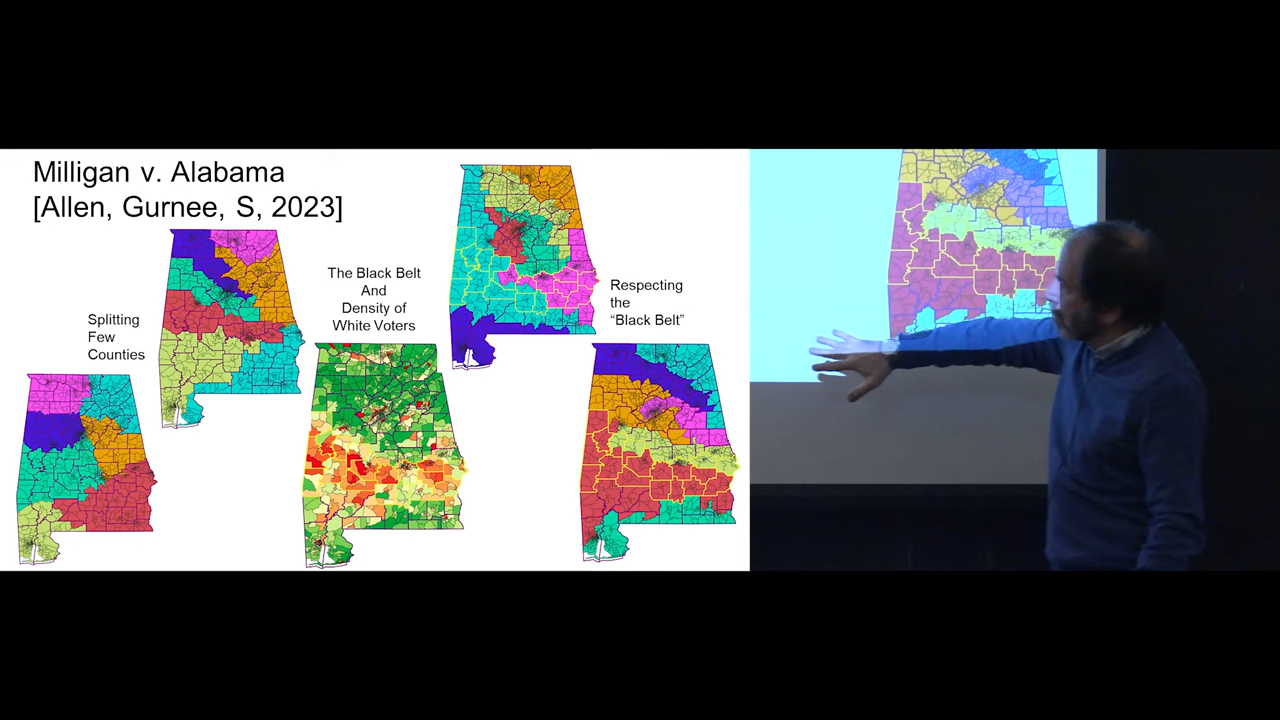 Milligan v. Alabama
[Allen, Gurnee, S, 2023]
Splitting
Few
Counties
The Black Belt
And
Density of
White Voters
Respecting
the
“Black Belt”